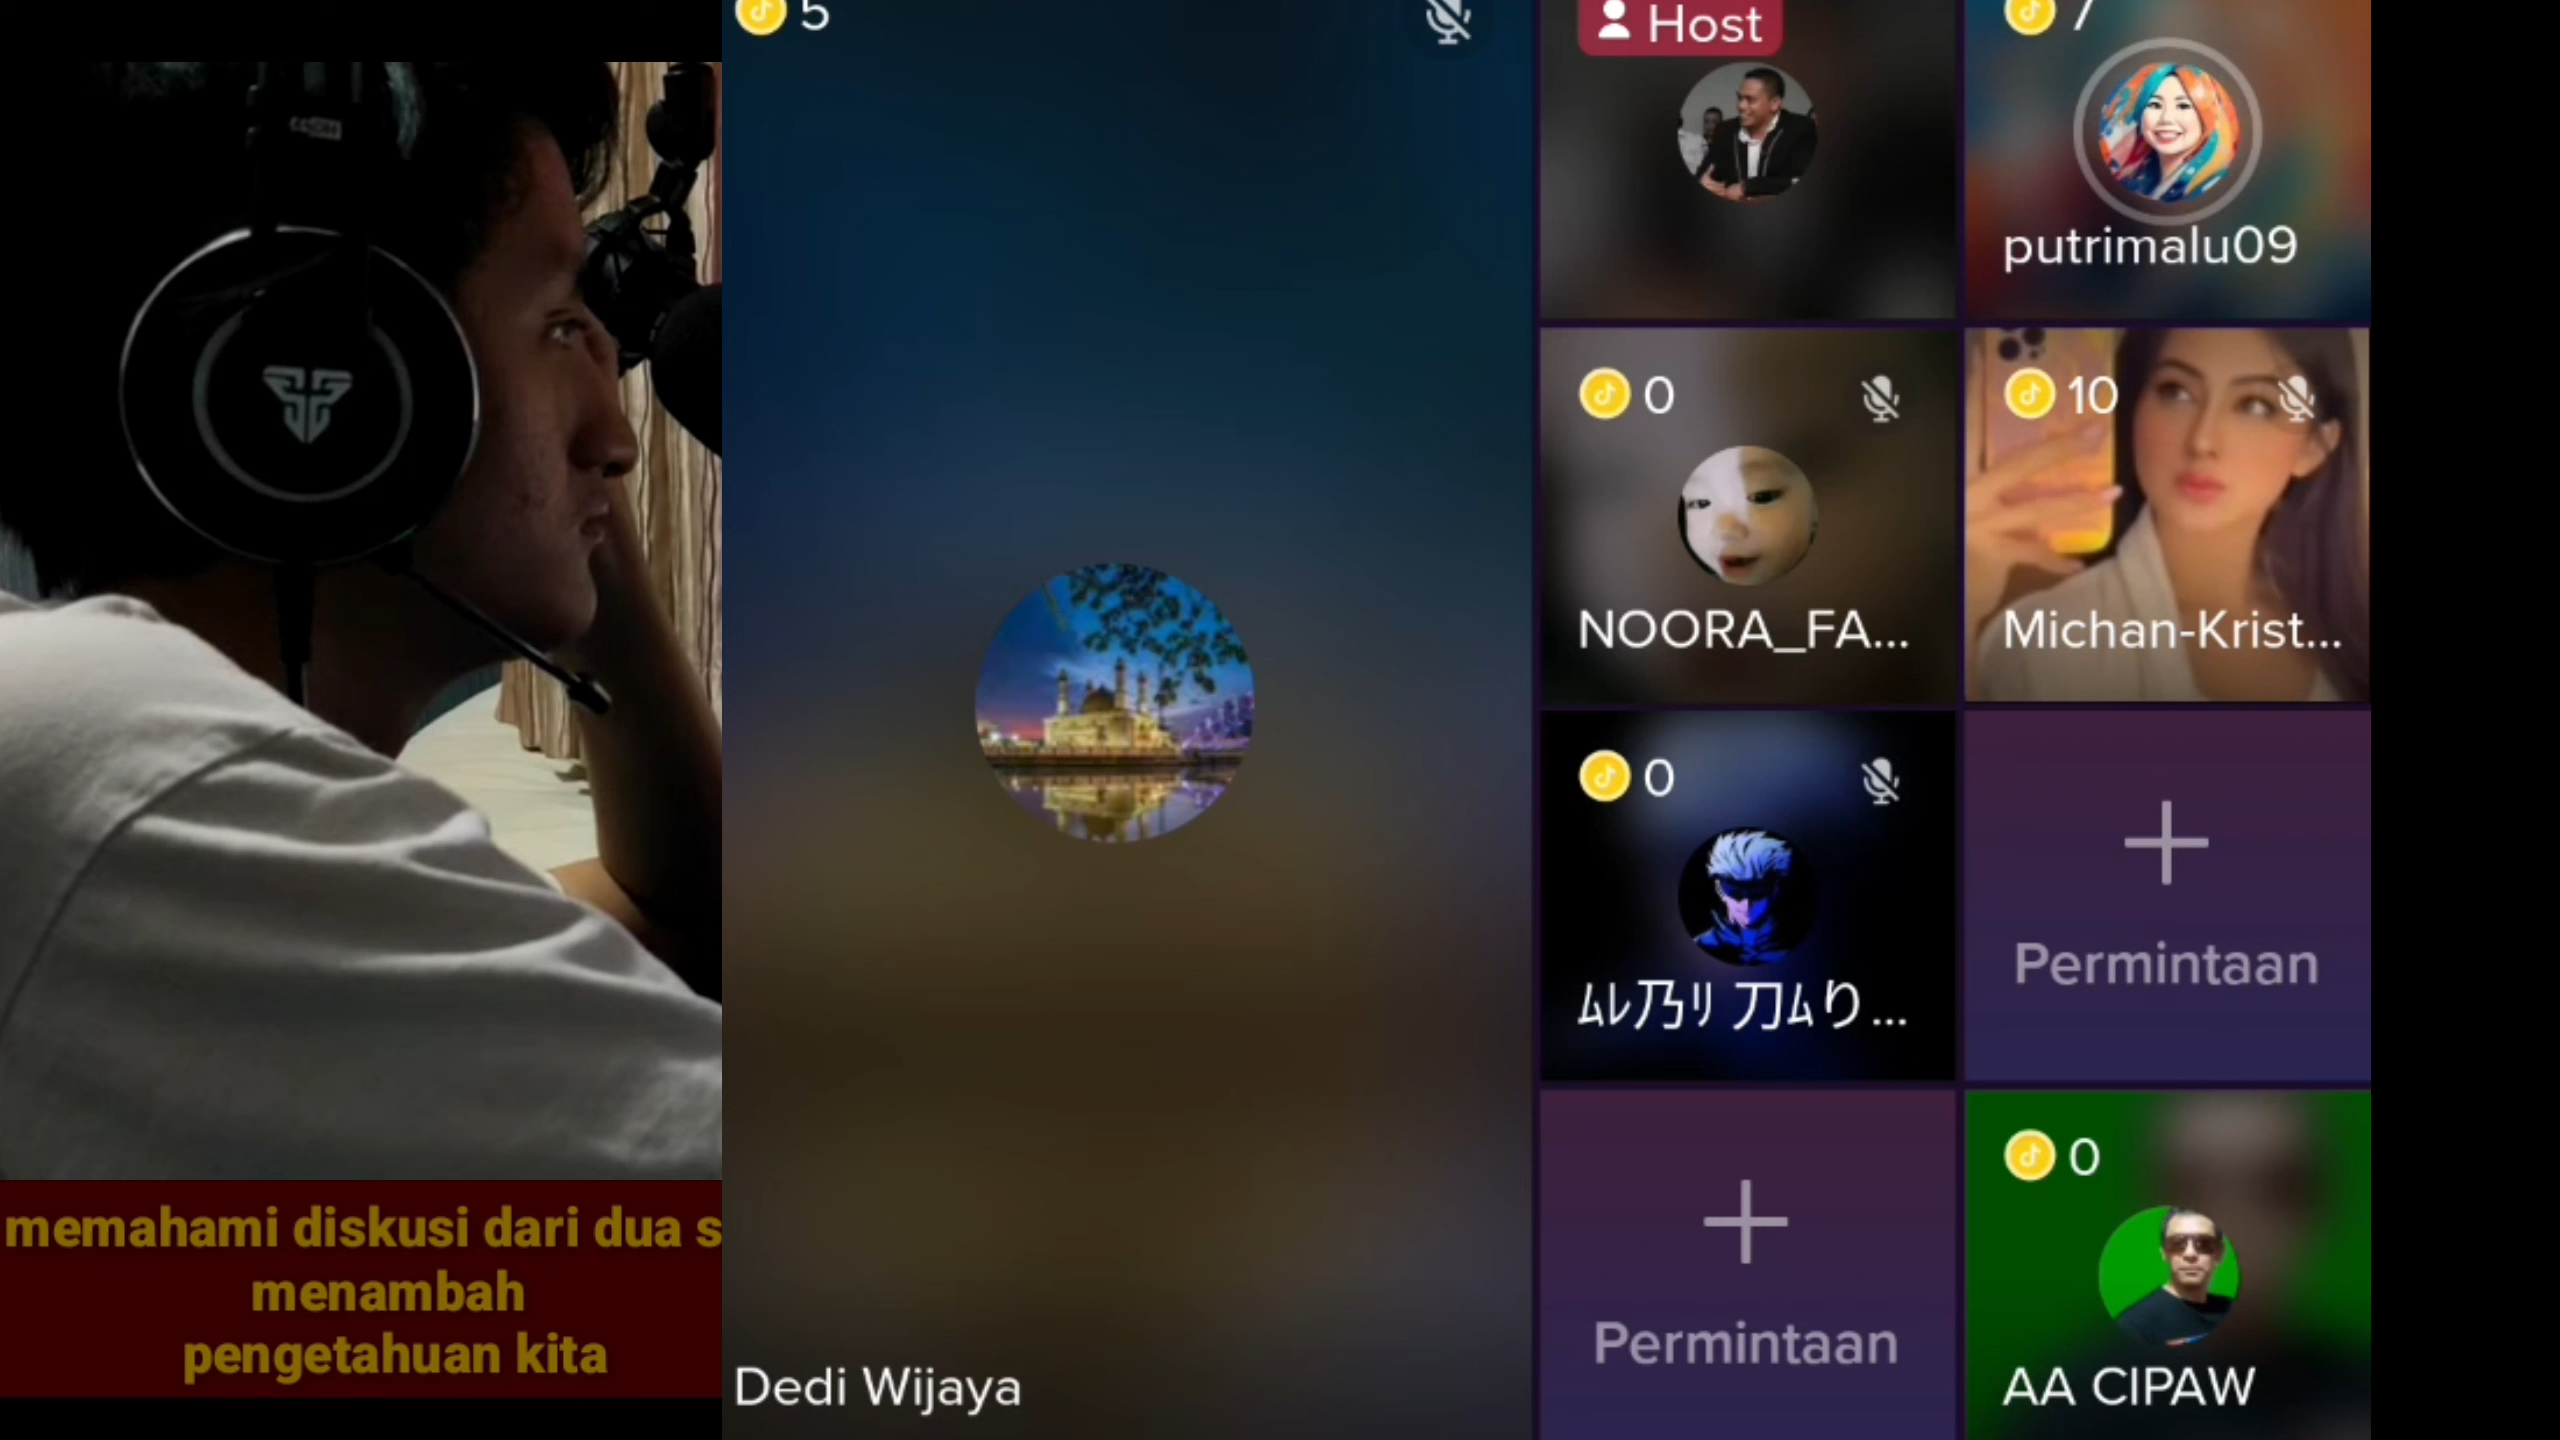 memahami diskusi dari dua s
menambah
pengetahuan kita
5
Dedi Wijaya
Host
7
putrimalu09
0
NOORA_FA...
10
Michan-Krist...
0
ﾑﾚ乃ﾘ 刀ﾑり...
Permintaan
Permintaan
0
AA CIPAW